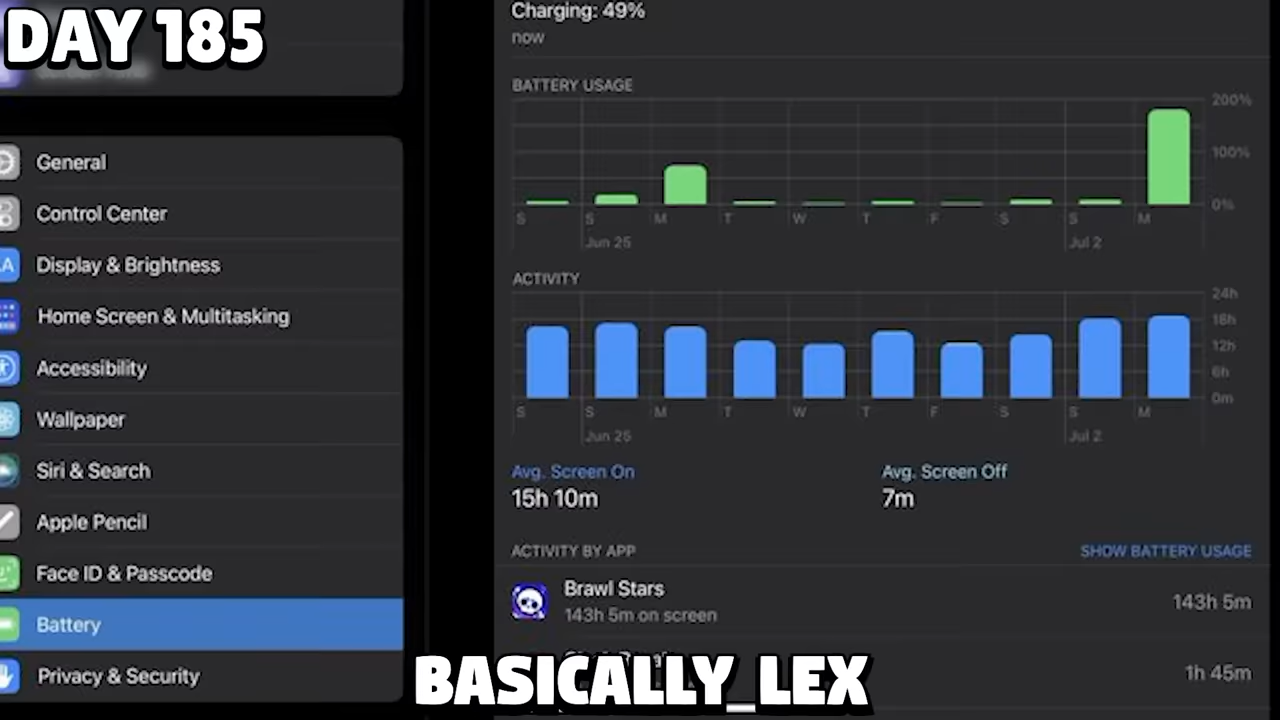 DAY 185
General
Control Center
Display & Brightness
Home Screen & Multitasking
Accessibility
Wallpaper
Siri & Search
Apple Pencil
Face ID & Passcode
Battery
Privacy & Security
Charging: 49%
now
BATTERY USAGE
200%
100%
0%
S S M T W T F S S M
Jun 25 Jul 2
ACTIVITY
24h
18h
12h
6h
0m
S S M T W T F S S M
Jun 25 Jul 2
Avg. Screen On Avg. Screen Off
15h 10m 7m
ACTIVITY BY APP SHOW BATTERY USAGE
Brawl Stars
143h 5m on screen
143h 5m
1h 45m
BASICALLY_LEX